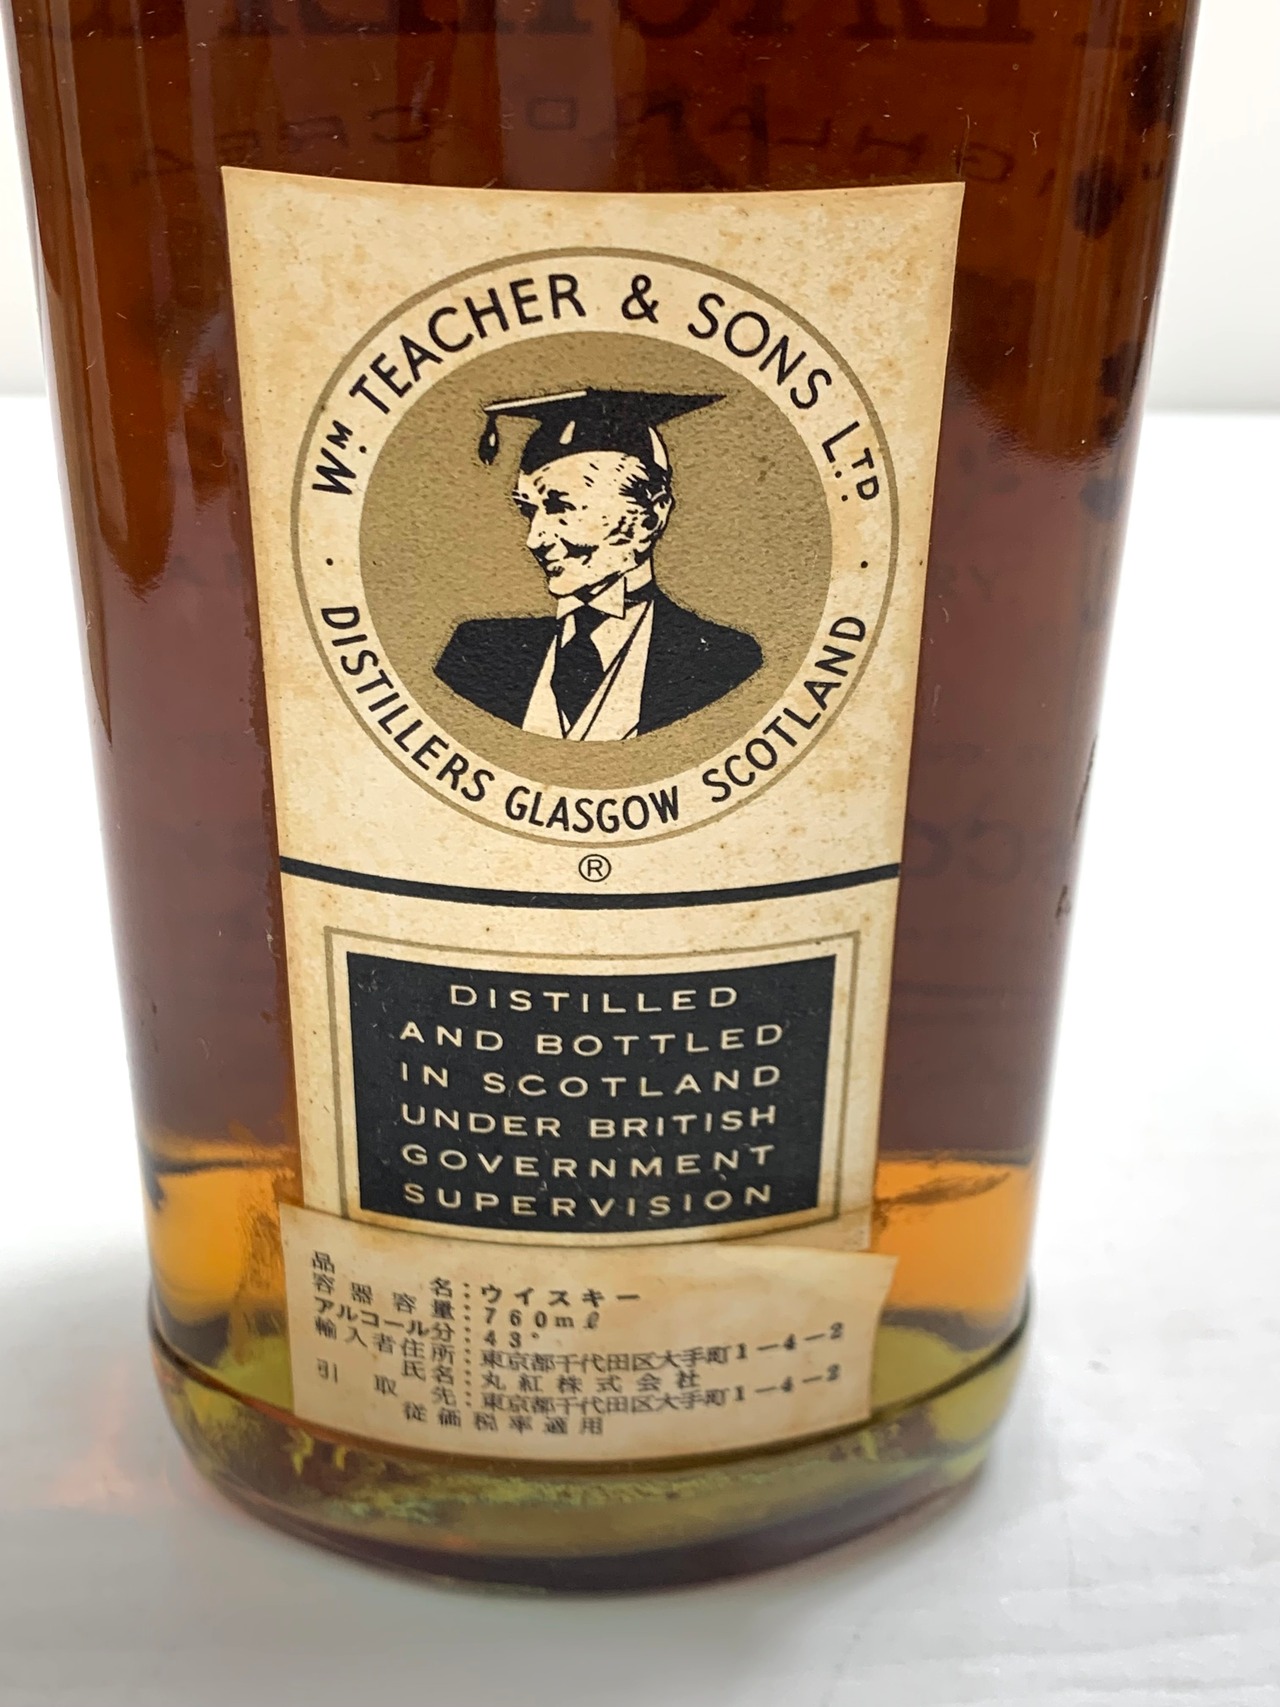 WM. TEACHER & SONS LTD.
· DISTILLERS GLASGOW SCOTLAND ·
®
DISTILLED
AND BOTTLED
IN SCOTLAND
UNDER BRITISH
GOVERNMENT
SUPERVISION
品名:ウイスキー
容器容量:760ml
アルコール分:43°
輸入者住所:東京都千代田区大手町1-4-2
氏名:丸紅株式会社
引取先:東京都千代田区大手町1-4-2
従価税率適用